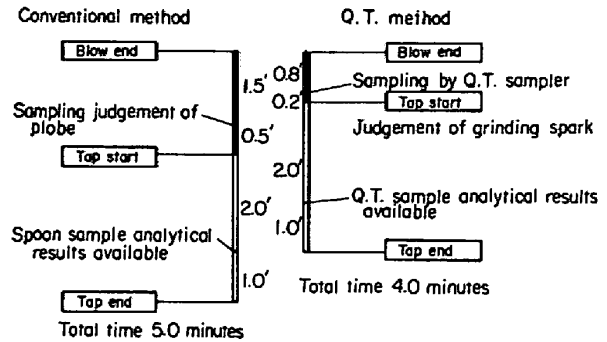 Conventional method
Blow end
1.5'
Sampling judgement of
plobe
0.5'
Tap start
2.0'
Spoon sample analytical
results available
1.0'
Tap end
Total time 5.0 minutes
Q.T. method
Blow end
0.8'
Sampling by Q.T. sampler
0.2'
Tap start
Judgement of grinding spark
2.0'
Q.T. sample analytical results
available
1.0'
Tap end
Total time 4.0 minutes